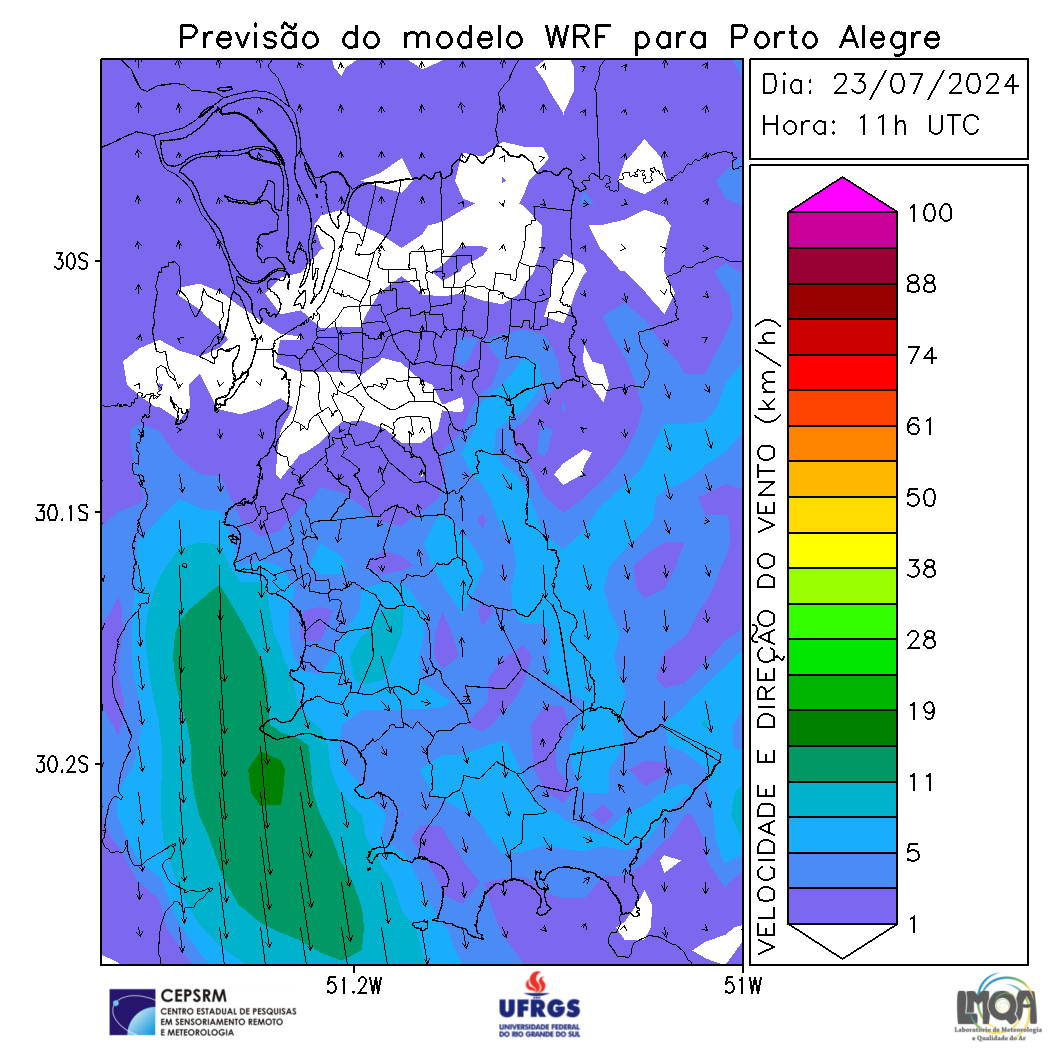 Previsão do modelo WRF para Porto Alegre
Dia: 23/07/2024
Hora: 11h UTC
30S
30.1S
30.2S
51.2W
51W
VELOCIDADE E DIREÇÃO DO VENTO (km/h)
100
88
74
61
50
38
28
19
11
5
1
CEPSRM
CENTRO ESTADUAL DE PESQUISAS
EM SENSORIAMENTO REMOTO
E METEOROLOGIA
UFRGS
UNIVERSIDADE FEDERAL
DO RIO GRANDE DO SUL
LMQA
Laboratório de Meteorologia
e Qualidade do Ar